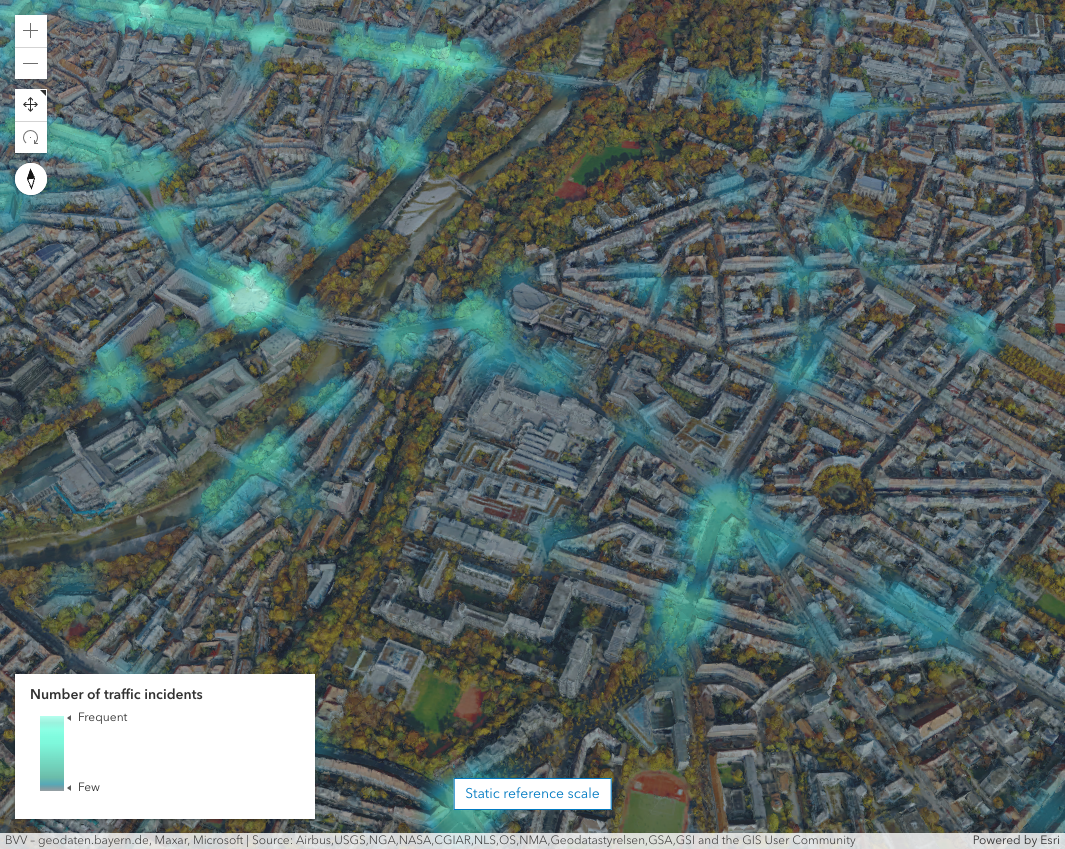 Number of traffic incidents
Frequent
Few
Static reference scale
BVV – geodaten.bayern.de, Maxar, Microsoft | Source: Airbus,USGS,NGA,NASA,CGIAR,NLS,OS,NMA,Geodatastyrelsen,GSA,GSI and the GIS User Community
Powered by Esri